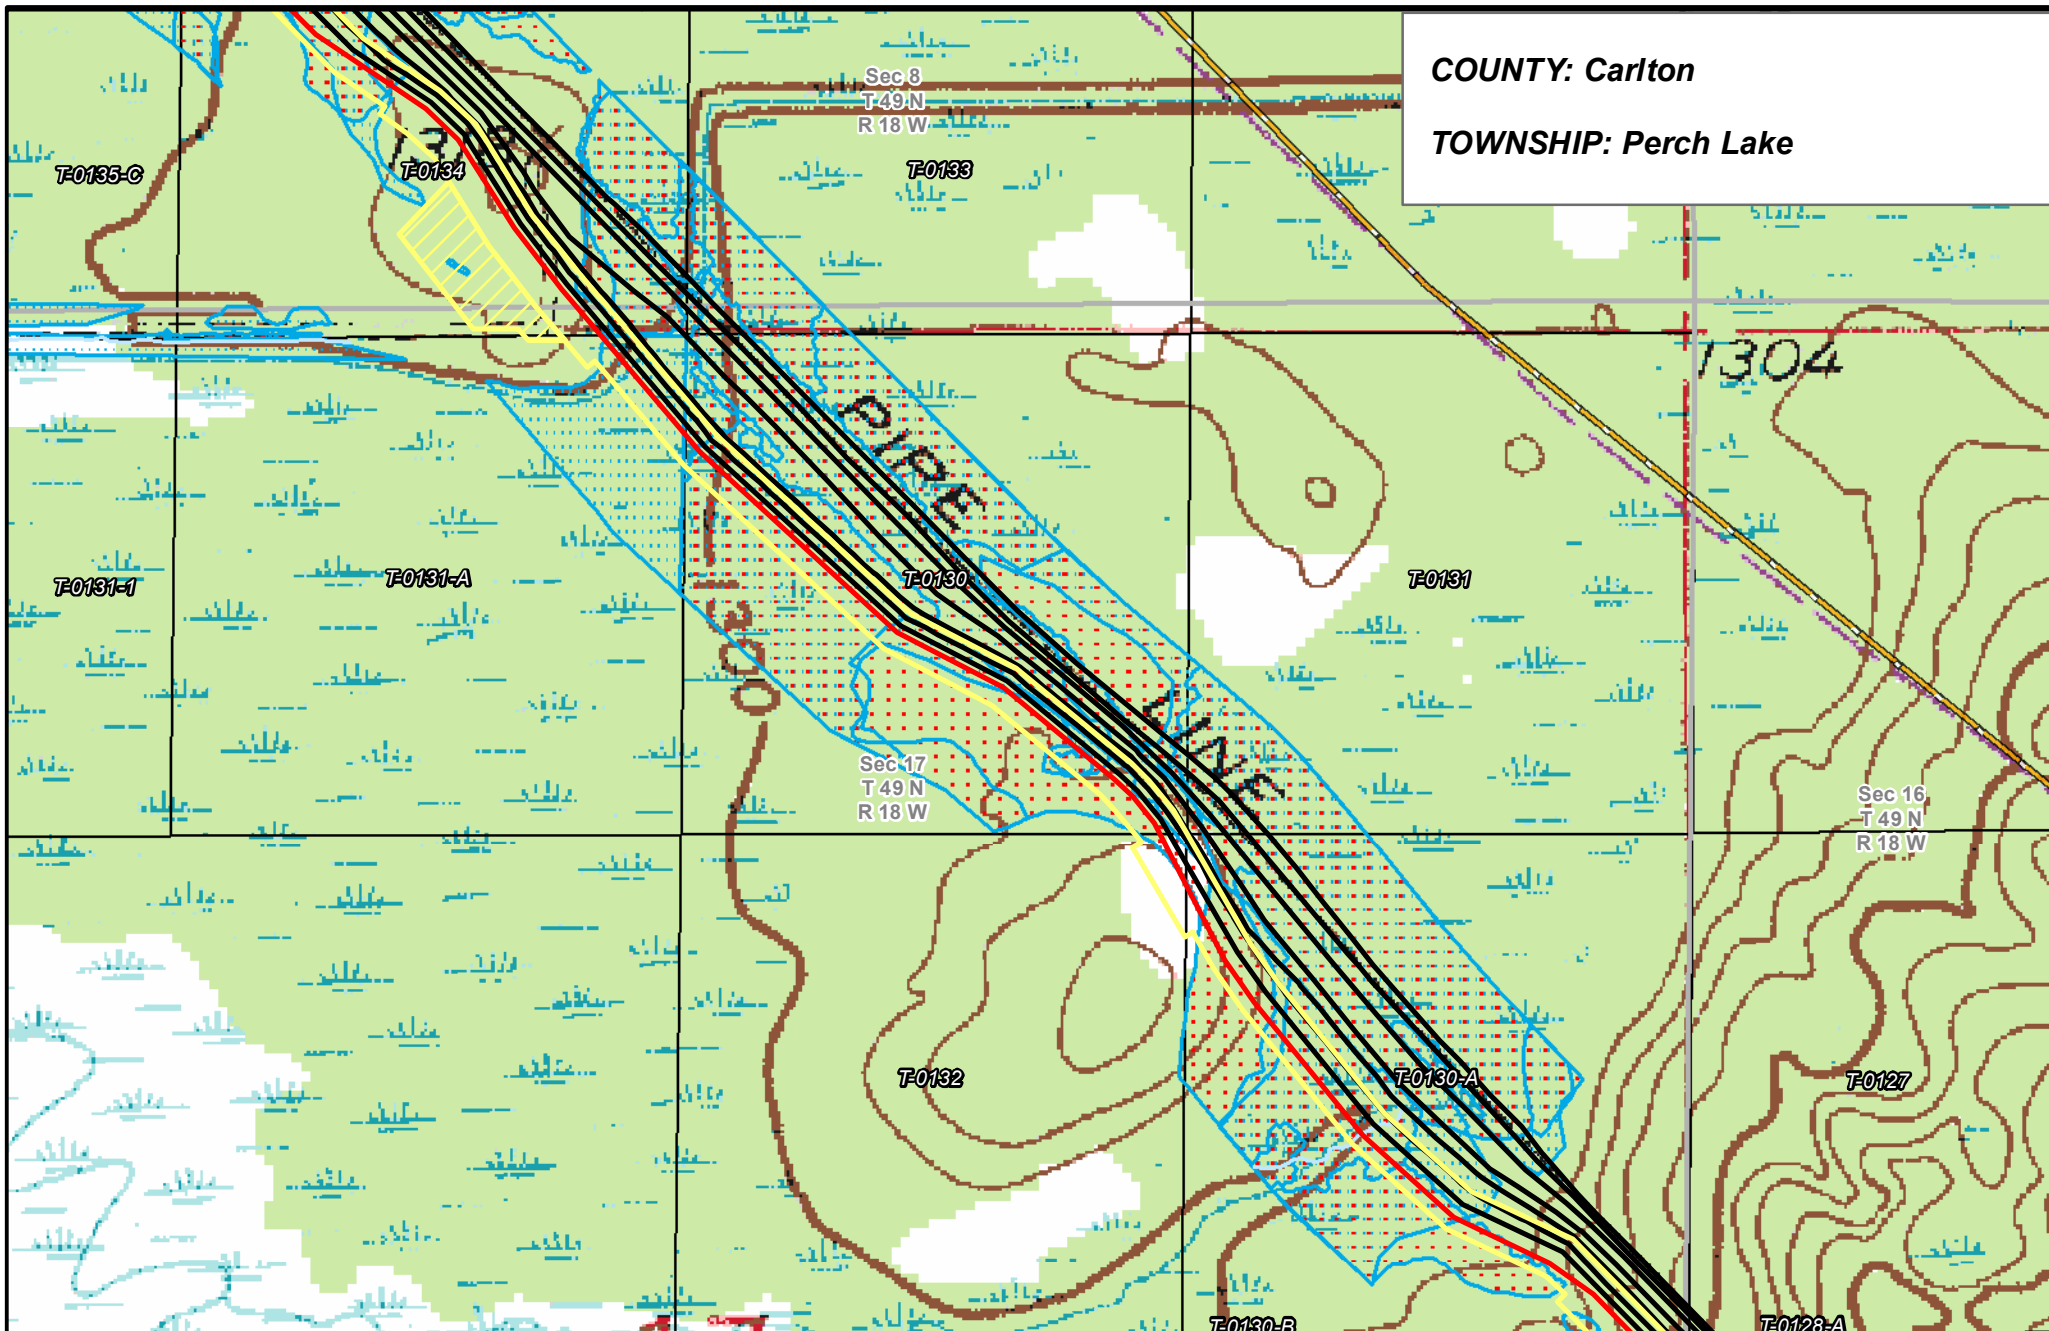 COUNTY: Carlton
TOWNSHIP: Perch Lake
Sec 8
T 49 N
R 18 W
T-0135-C
T-0134
T-0133
1304
PIPE
T-0131-1
T-0131-A
T-0130
T-0131
1300
LINE
Sec 17
T 49 N
R 18 W
Sec 16
T 49 N
R 18 W
T-0132
T-0130-A
T-0127
T-0130-B
T-0128-A